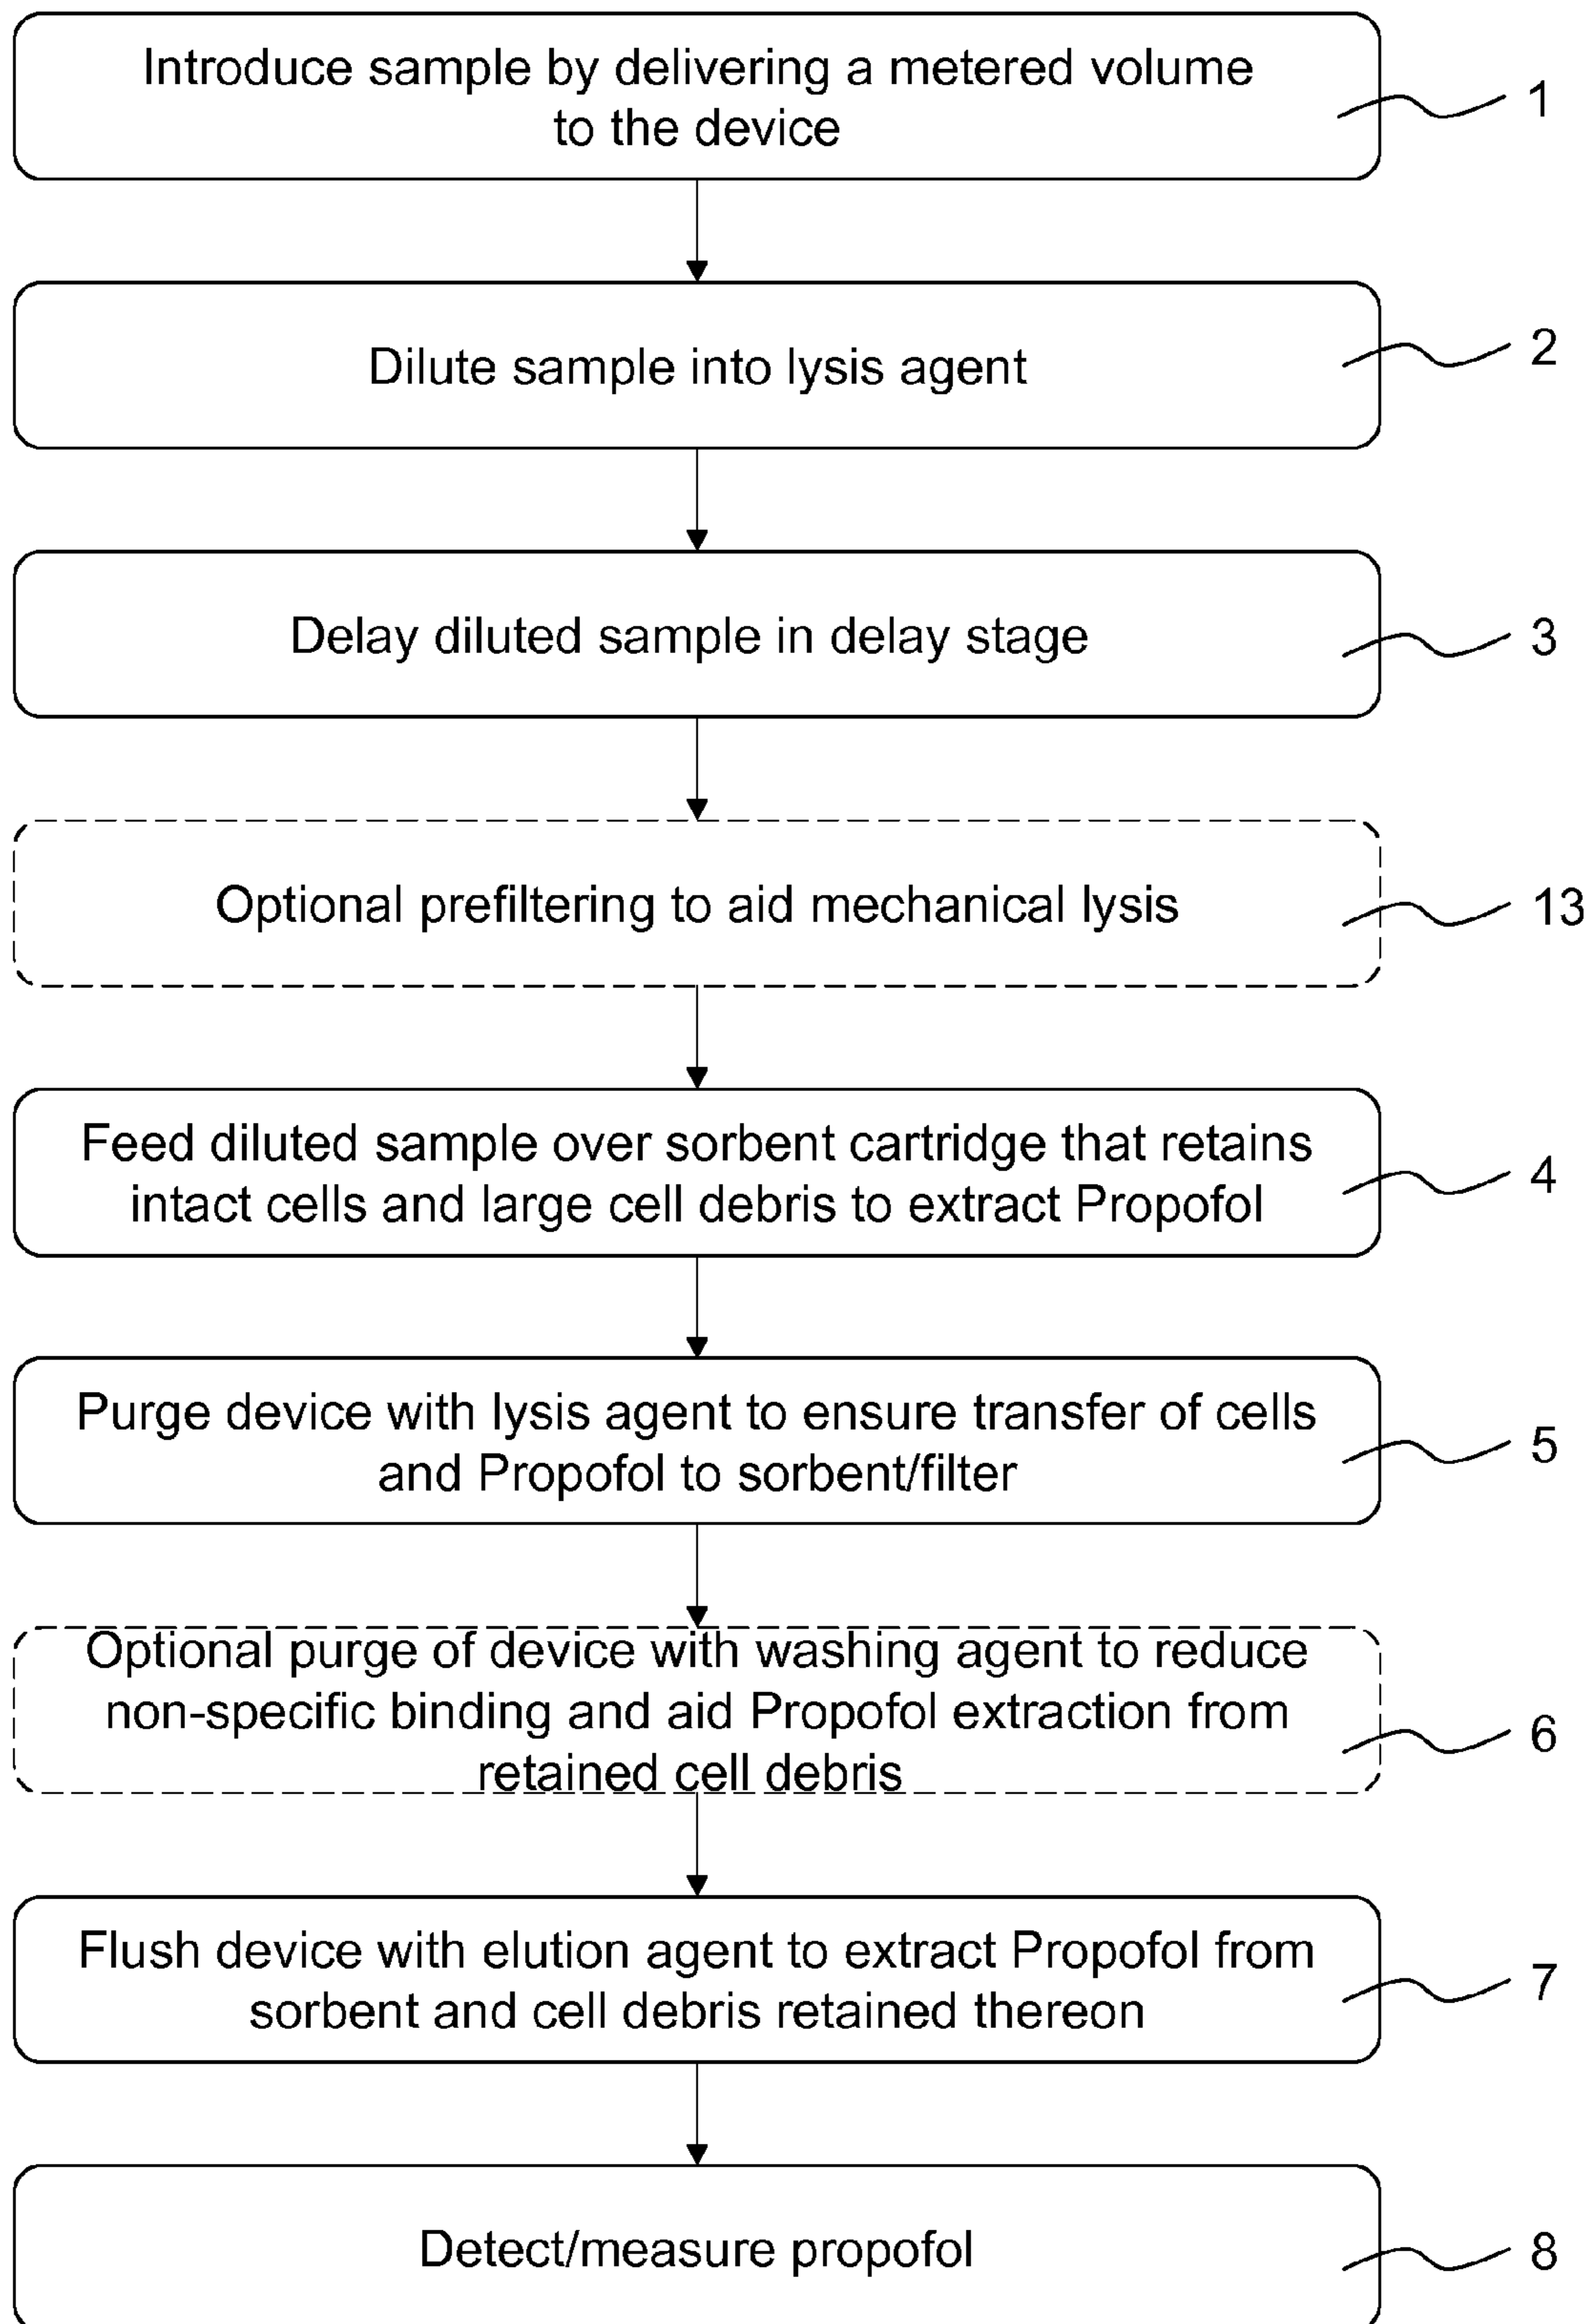 Introduce sample by delivering a metered volume
to the device
1
Dilute sample into lysis agent
2
Delay diluted sample in delay stage
3
Optional prefiltering to aid mechanical lysis
13
Feed diluted sample over sorbent cartridge that retains
intact cells and large cell debris to extract Propofol
4
Purge device with lysis agent to ensure transfer of cells
and Propofol to sorbent/filter
5
Optional purge of device with washing agent to reduce
non-specific binding and aid Propofol extraction from
retained cell debris
6
Flush device with elution agent to extract Propofol from
sorbent and cell debris retained thereon
7
Detect/measure propofol
8